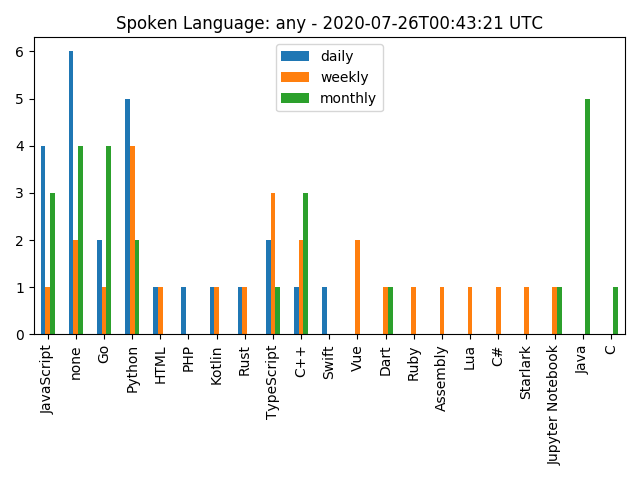 Spoken Language: any - 2020-07-26T00:43:21 UTC
daily
weekly
monthly
6
5
4
3
2
1
0
JavaScript
none
Go
Python
HTML
PHP
Kotlin
Rust
TypeScript
C++
Swift
Vue
Dart
Ruby
Assembly
Lua
C#
Starlark
Jupyter Notebook
Java
C